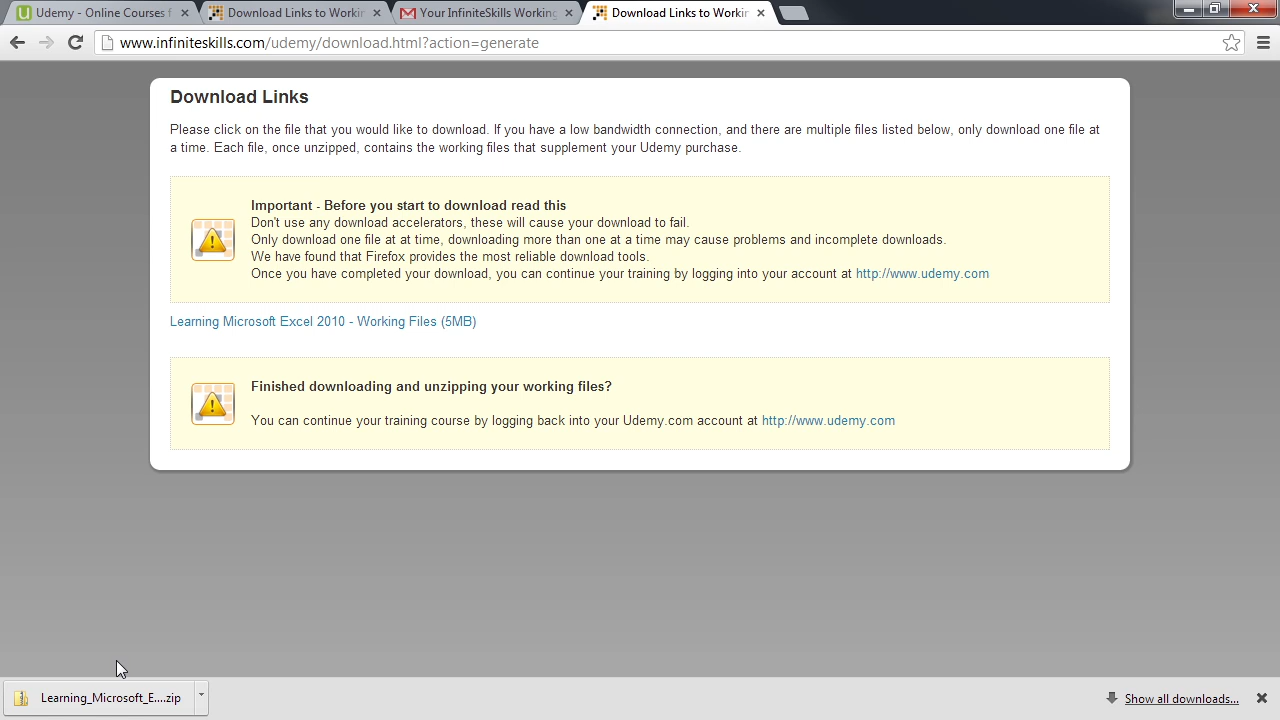 Udemy - Online Courses f
Download Links to Workin
Your InfiniteSkills Working
Download Links to Workin
www.infiniteskills.com/udemy/download.html?action=generate
Download Links
Please click on the file that you would like to download. If you have a low bandwidth connection, and there are multiple files listed below, only download one file at
a time. Each file, once unzipped, contains the working files that supplement your Udemy purchase.
Important - Before you start to download read this
Don't use any download accelerators, these will cause your download to fail.
Only download one file at at time, downloading more than one at a time may cause problems and incomplete downloads.
We have found that Firefox provides the most reliable download tools.
Once you have completed your download, you can continue your training by logging into your account at http://www.udemy.com
Learning Microsoft Excel 2010 - Working Files (5MB)
Finished downloading and unzipping your working files?
You can continue your training course by logging back into your Udemy.com account at http://www.udemy.com
Learning_Microsoft_E....zip
Show all downloads...